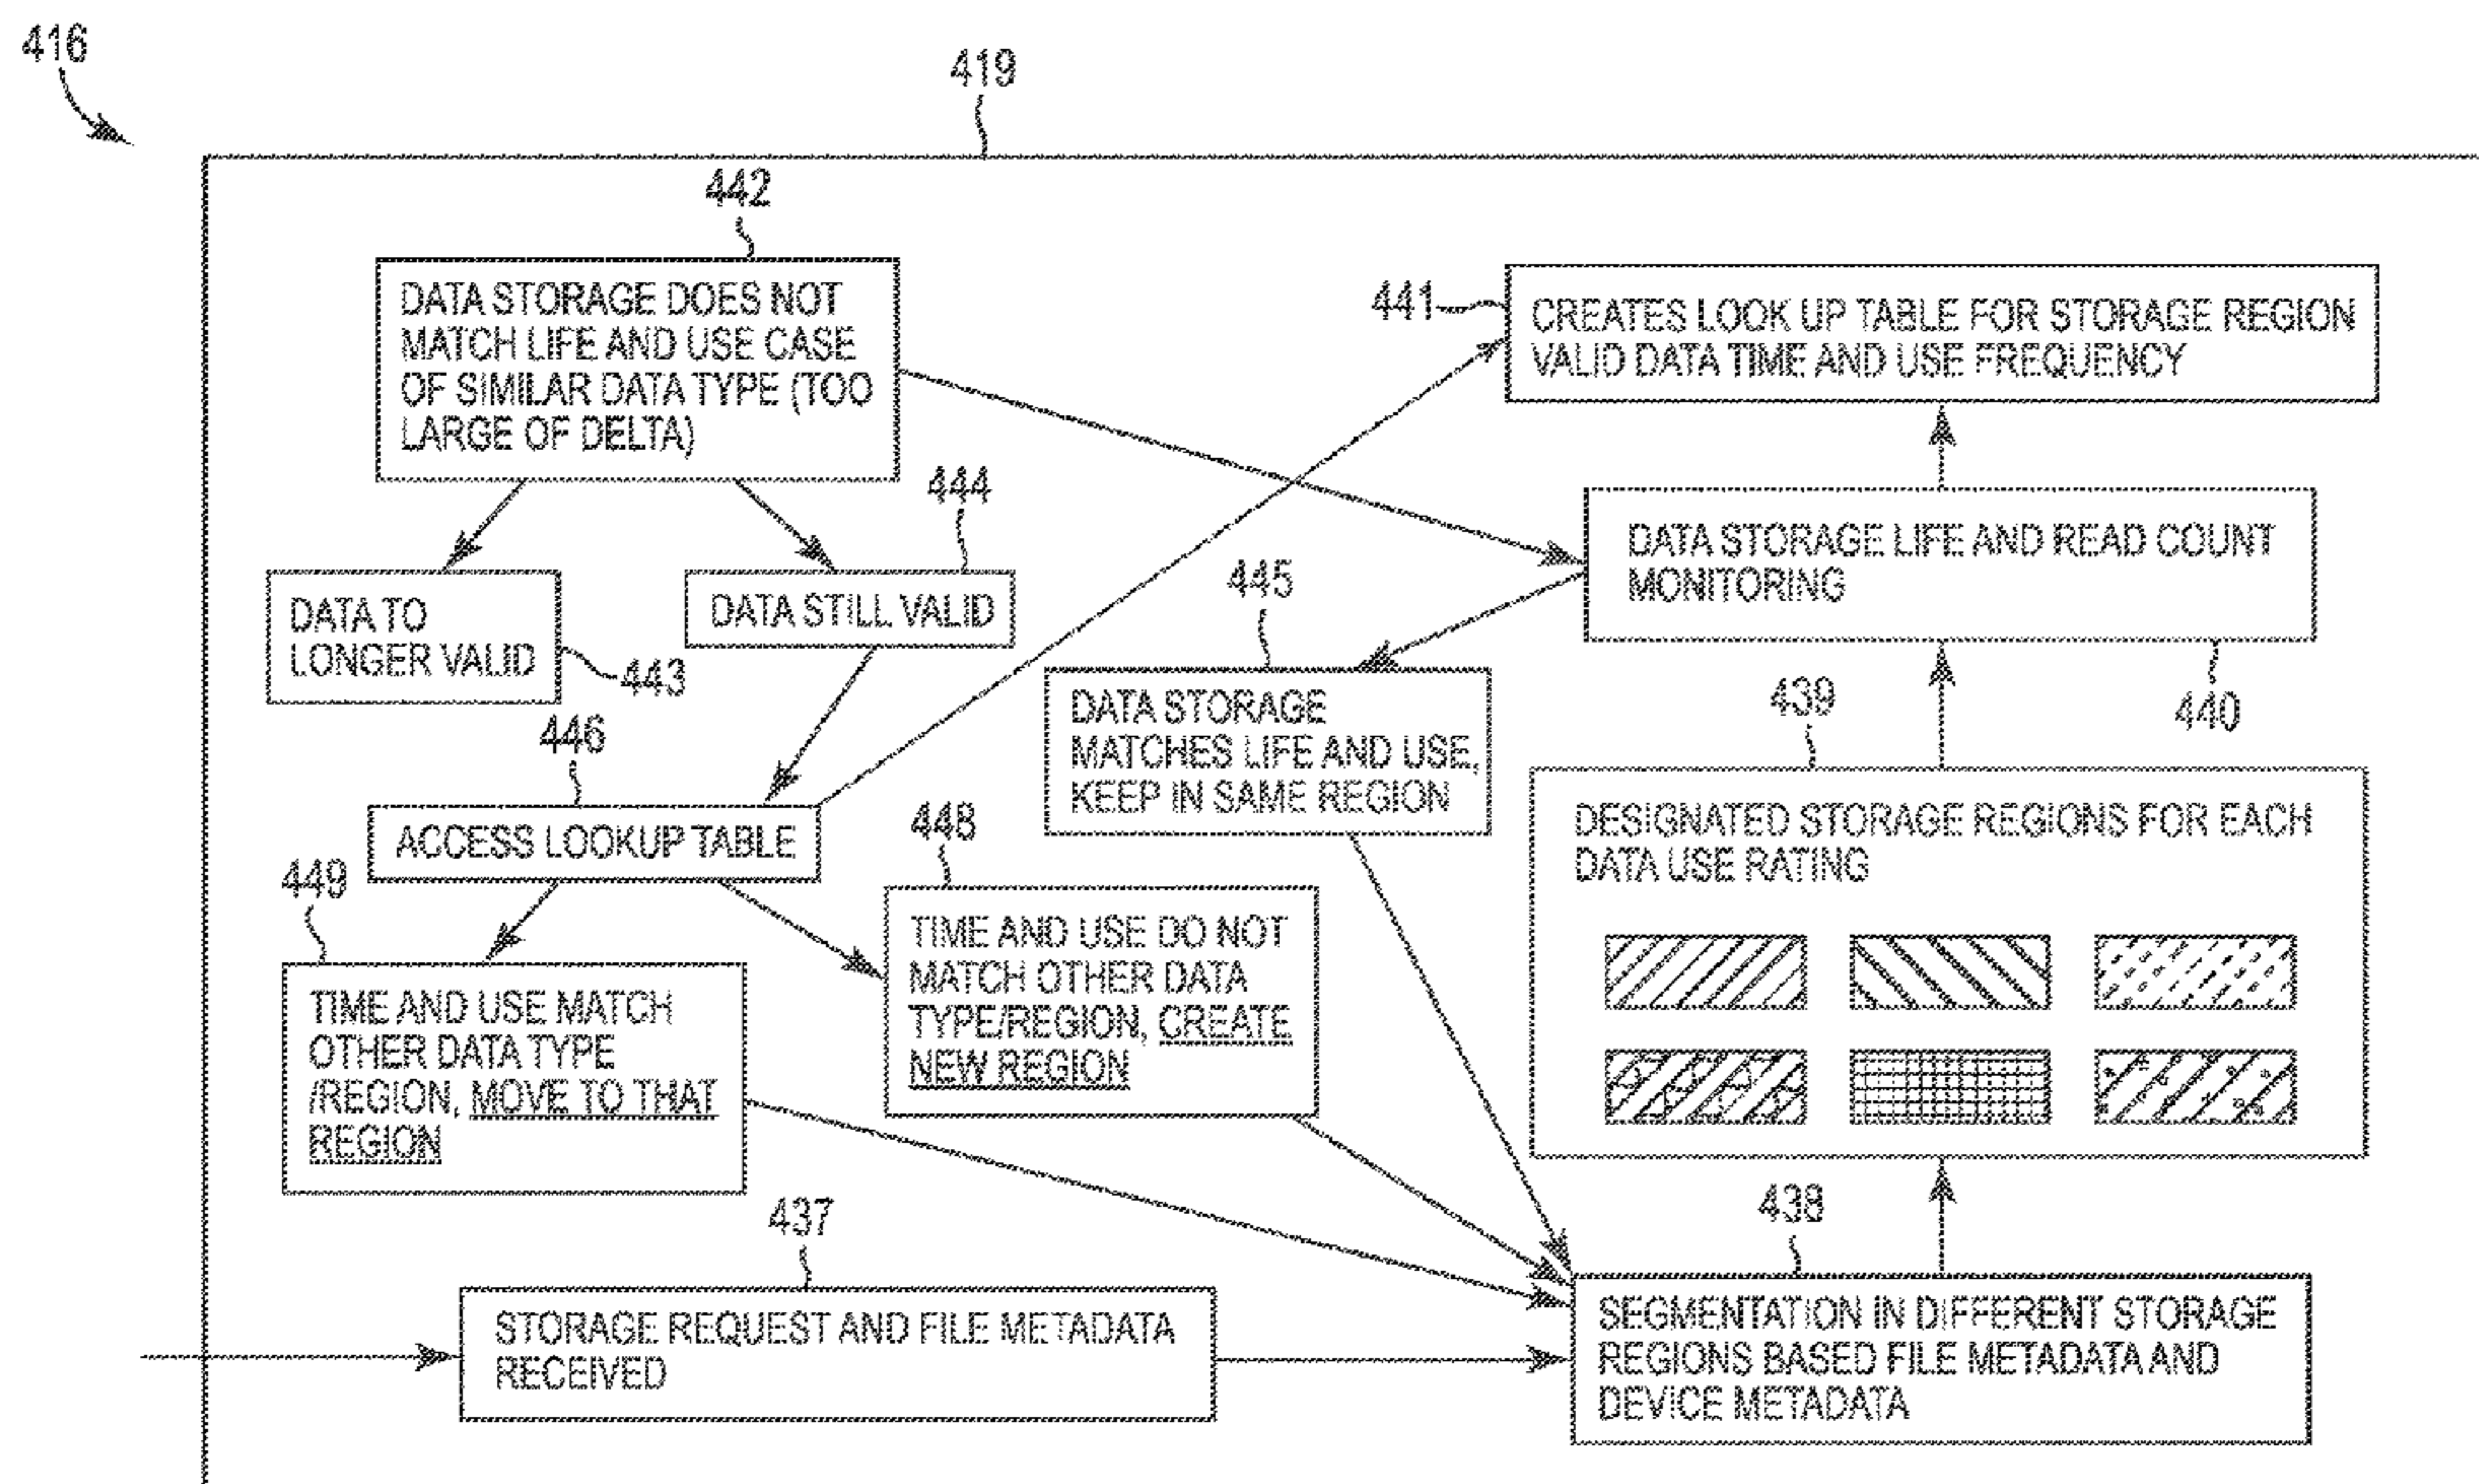 416
419
442
DATA STORAGE DOES NOT
MATCH LIFE AND USE CASE
OF SIMILAR DATA TYPE (TOO
LARGE OF DELTA)
441
CREATES LOOK UP TABLE FOR STORAGE REGION
VALID DATA TIME AND USE FREQUENCY
444
DATA STORAGE LIFE AND READ COUNT
MONITORING
440
DATA TO
LONGER VALID
443
DATA STILL VALID
445
DATA STORAGE
MATCHES LIFE AND USE,
KEEP IN SAME REGION
439
DESIGNATED STORAGE REGIONS FOR EACH
DATA USE RATING
446
ACCESS LOOKUP TABLE
448
TIME AND USE DO NOT
MATCH OTHER DATA
TYPE/REGION, CREATE
NEW REGION
449
TIME AND USE MATCH
OTHER DATA TYPE
/REGION, MOVE TO THAT
REGION
437
STORAGE REQUEST AND FILE METADATA
RECEIVED
438
SEGMENTATION IN DIFFERENT STORAGE
REGIONS BASED FILE METADATA AND
DEVICE METADATA